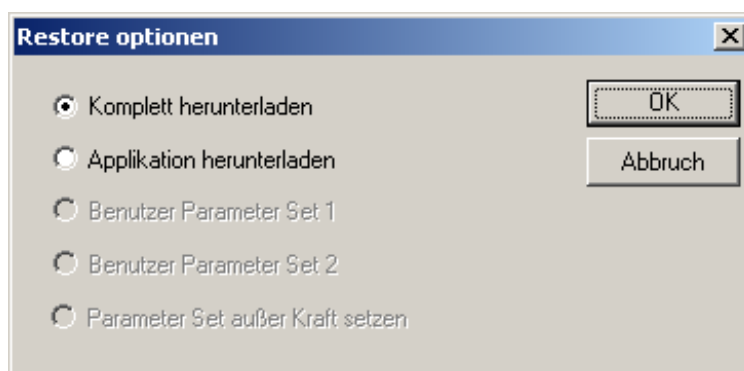 Restore optionen
Komplett herunterladen
OK
Applikation herunterladen
Abbruch
Benutzer Parameter Set 1
Benutzer Parameter Set 2
Parameter Set außer Kraft setzen